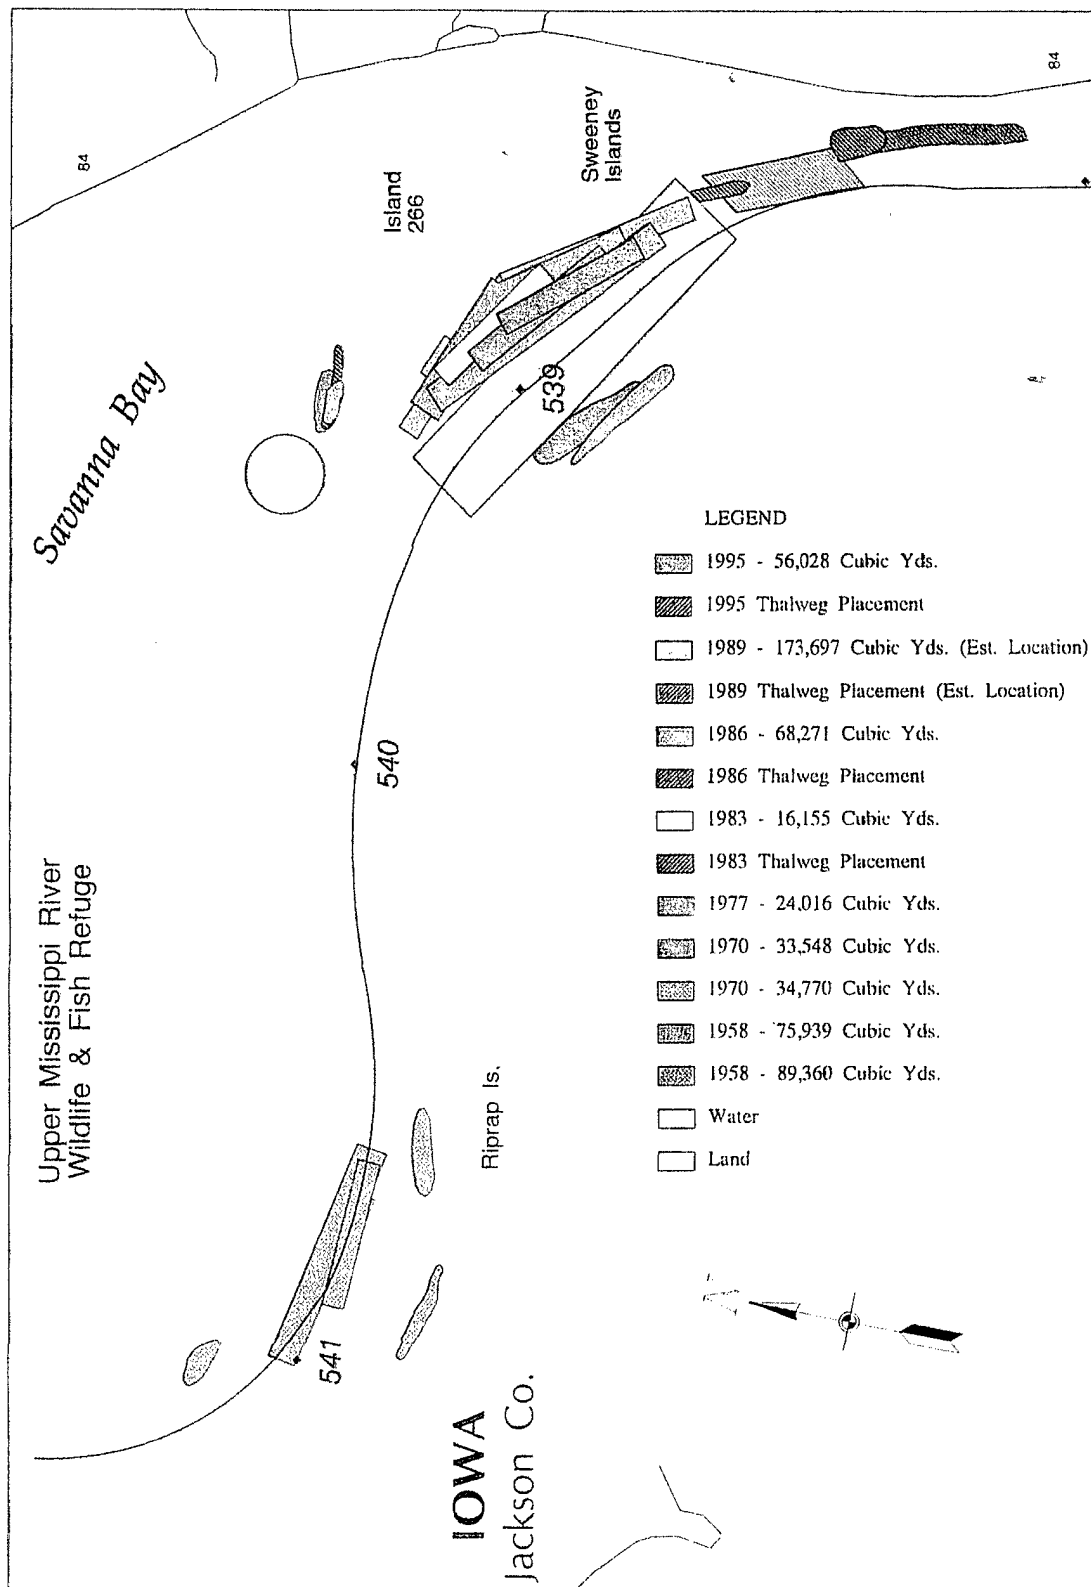 84
84
Sweeney
Islands
Island
266
Savanna Bay
539
540
541
Upper Mississippi River
Wildlife & Fish Refuge
Riprap Is.
IOWA
Jackson Co.
LEGEND
1995 - 56,028 Cubic Yds.
1995 Thalweg Placement
1989 - 173,697 Cubic Yds. (Est. Location)
1989 Thalweg Placement (Est. Location)
1986 - 68,271 Cubic Yds.
1986 Thalweg Placement
1983 - 16,155 Cubic Yds.
1983 Thalweg Placement
1977 - 24,016 Cubic Yds.
1970 - 33,548 Cubic Yds.
1970 - 34,770 Cubic Yds.
1958 - 75,939 Cubic Yds.
1958 - 89,360 Cubic Yds.
Water
Land